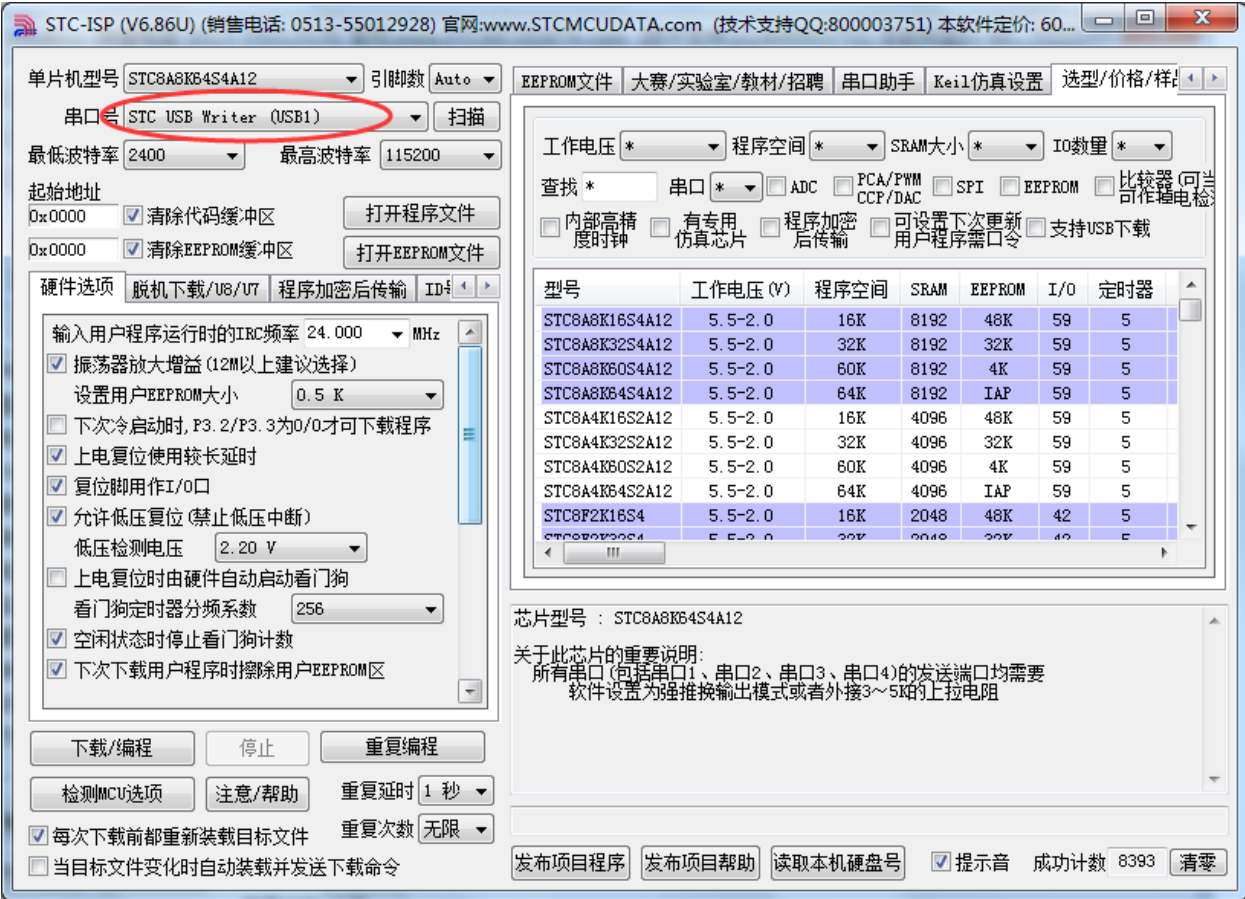 STC-ISP (V6.86U) (销售电话: 0513-55012928) 官网:www.STCMCUDATA.com (技术支持QQ:800003751) 本软件定价: 60...
单片机型号 STC8A8K64S4A12 引脚数 Auto
串口号 STC USB Writer (USB1) 扫描
最低波特率 2400 最高波特率 115200
起始地址
0x0000 清除代码缓冲区 打开程序文件
0x0000 清除EEPROM缓冲区 打开EEPROM文件
硬件选项 脱机下载/U8/U7 程序加密后传输
输入用户程序运行时的IRC频率 24.000 MHz
振荡器放大增益(12M以上建议选择)
设置用户EEPROM大小 0.5 K
下次冷启动时,P3.2/P3.3为0/0才可下载程序
上电复位使用较长延时
复位脚用作I/O口
允许低压复位(禁止低压中断)
低压检测电压 2.20 V
上电复位时由硬件自动启动看门狗
看门狗定时器分频系数 256
空闲状态时停止看门狗计数
下次下载用户程序时擦除用户EEPROM区
下载/编程 停止 重复编程
检测MCU选项 注意/帮助 重复延时 1 秒
每次下载前都重新装载目标文件 重复次数 无限
当目标文件变化时自动装载并发送下载命令
EEPROM文件 大赛/实验室/教材/招聘 串口助手 Keil仿真设置 选型/价格/样
工作电压 * 程序空间 * SRAM大小 * IO数量 *
查找 * 串口 * ADC PCA/PWM CCP/DAC SPI EEPROM 比较器(可当
可作掉电检
内部高精度时钟 有专用仿真芯片 程序加密后传输 可设置下次更新用户程序需口令 支持USB下载
型号 工作电压(V) 程序空间 SRAM EEPROM I/O 定时器
STC8A8K16S4A12 5.5-2.0 16K 8192 48K 59 5
STC8A8K32S4A12 5.5-2.0 32K 8192 32K 59 5
STC8A8K60S4A12 5.5-2.0 60K 8192 4K 59 5
STC8A8K64S4A12 5.5-2.0 64K 8192 IAP 59 5
STC8A4K16S2A12 5.5-2.0 16K 4096 48K 59 5
STC8A4K32S2A12 5.5-2.0 32K 4096 32K 59 5
STC8A4K60S2A12 5.5-2.0 60K 4096 4K 59 5
STC8A4K64S2A12 5.5-2.0 64K 4096 IAP 59 5
STC8F2K16S4 5.5-2.0 16K 2048 48K 42 5
STC8F2K32S4 5.5-2.0 32K 2048 32K 42 5
芯片型号 : STC8A8K64S4A12
关于此芯片的重要说明:
所有串口(包括串口1、串口2、串口3、串口4)的发送端口均需要
软件设置为强推换输出模式或者外接3～5K的上拉电阻
发布项目程序 发布项目帮助 读取本机硬盘号 提示音 成功计数 8393 清零